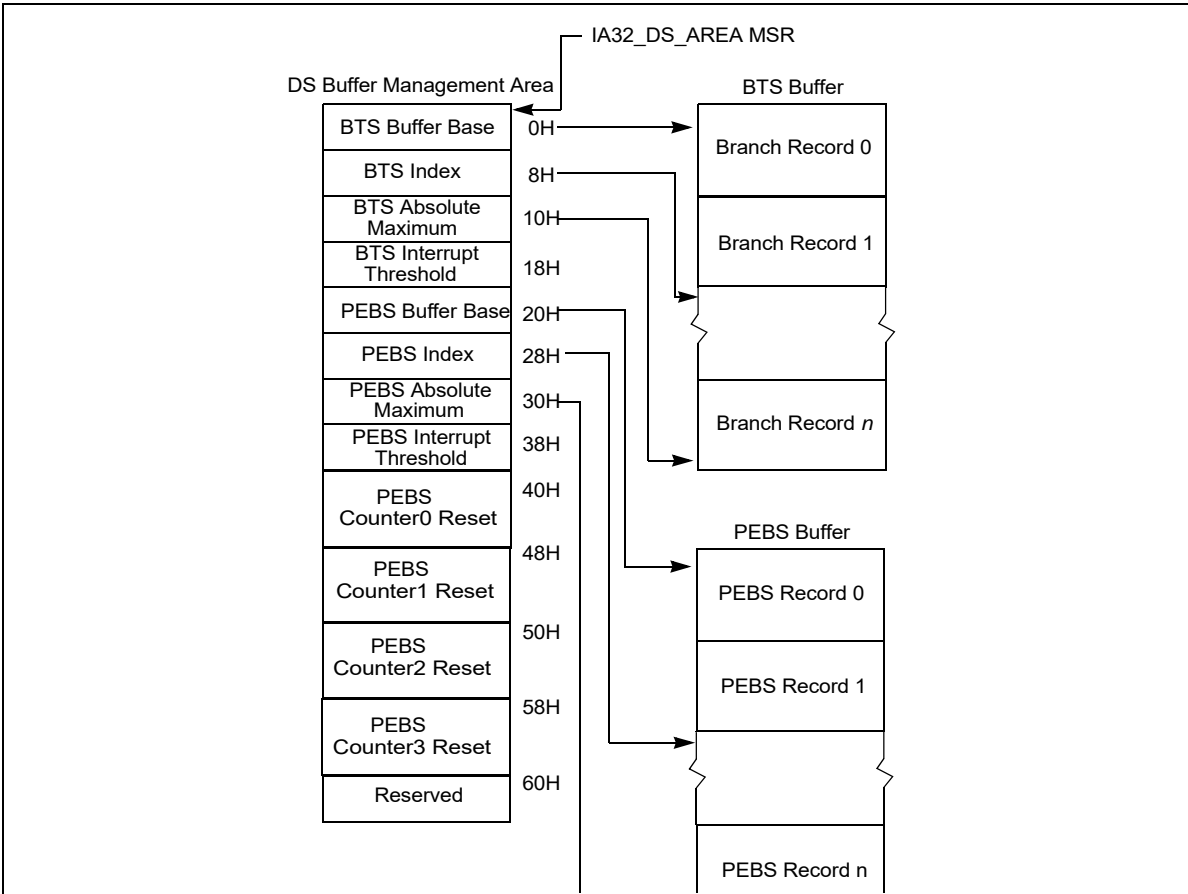 IA32_DS_AREA MSR
DS Buffer Management Area
BTS Buffer Base
0H
BTS Index
8H
BTS Absolute
Maximum
10H
BTS Interrupt
Threshold
18H
PEBS Buffer Base
20H
PEBS Index
28H
PEBS Absolute
Maximum
30H
PEBS Interrupt
Threshold
38H
PEBS
Counter0 Reset
40H
PEBS
Counter1 Reset
48H
PEBS
Counter2 Reset
50H
PEBS
Counter3 Reset
58H
Reserved
60H
BTS Buffer
Branch Record 0
Branch Record 1
Branch Record n
PEBS Buffer
PEBS Record 0
PEBS Record 1
PEBS Record n